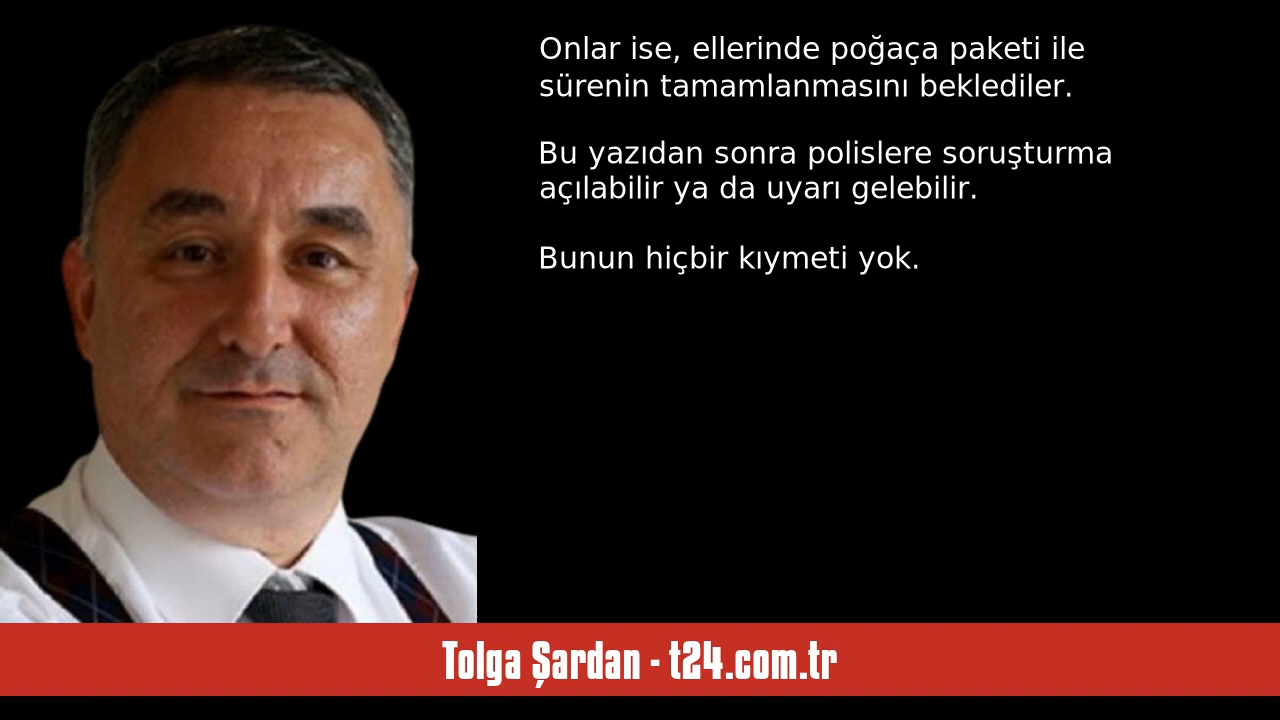 Onlar ise, ellerinde poğaça paketi ile
sürenin tamamlanmasını beklediler.
Bu yazıdan sonra polislere soruşturma
açılabilir ya da uyarı gelebilir.
Bunun hiçbir kıymeti yok.
Tolga Şardan - t24.com.tr